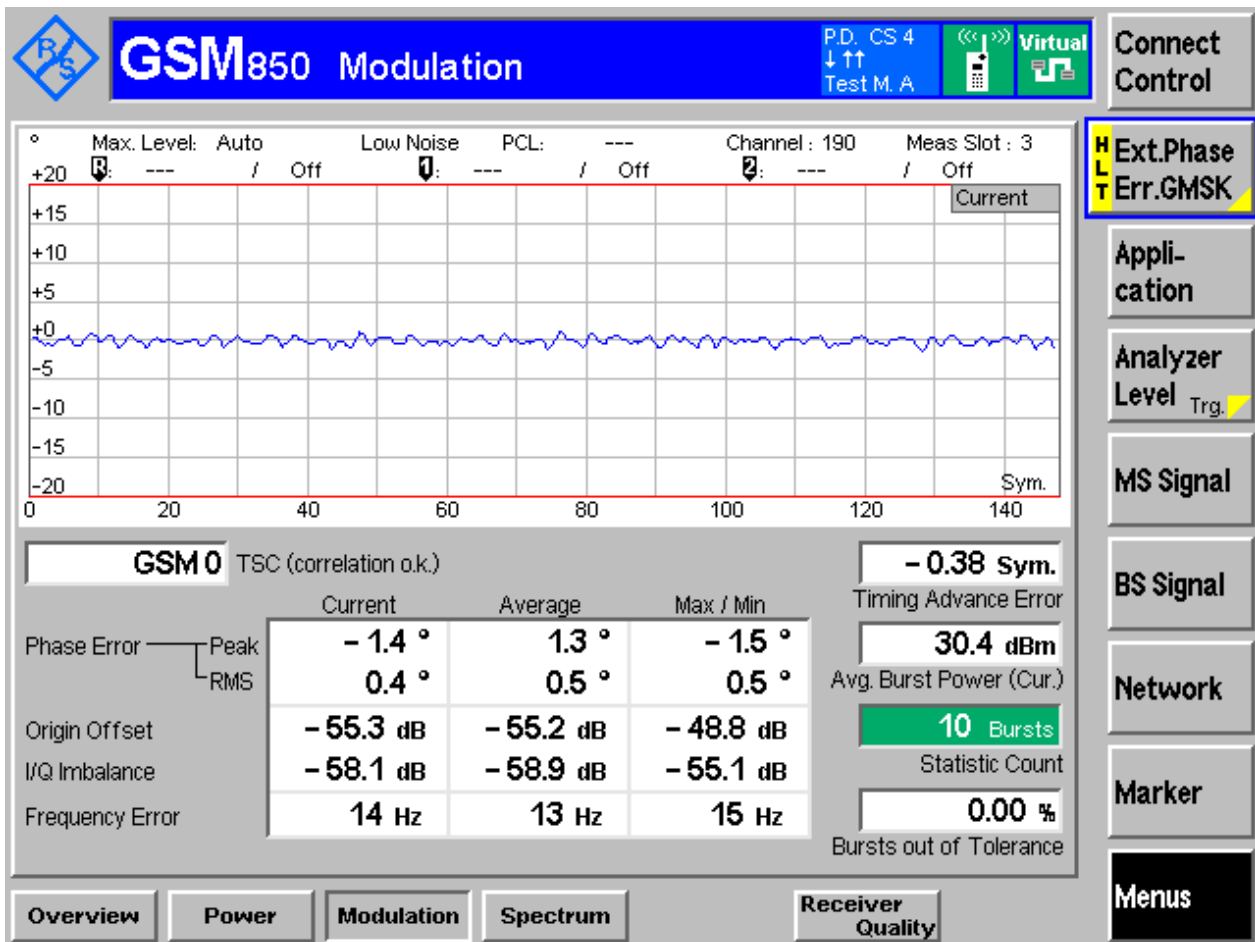 R/S
GSM850 Modulation
P.D. CS 4
↓ ↑↑
Test M. A
Virtual
Connect
Control
° Max. Level: Auto Low Noise PCL: --- Channel : 190 Meas Slot : 3
R: --- / Off 1: --- / Off 2: --- / Off
Current
+20
+15
+10
+5
+0
-5
-10
-15
-20
Sym.
0 20 40 60 80 100 120 140
HLT
Ext.Phase
Err.GMSK
Appli-
cation
Analyzer
Level Trg.
MS Signal
BS Signal
Network
Marker
Menus
GSM 0 TSC (correlation o.k.)
Current Average Max / Min
Phase Error Peak - 1.4 ° 1.3 ° - 1.5 °
RMS 0.4 ° 0.5 ° 0.5 °
Origin Offset - 55.3 dB - 55.2 dB - 48.8 dB
I/Q Imbalance - 58.1 dB - 58.9 dB - 55.1 dB
Frequency Error 14 Hz 13 Hz 15 Hz
- 0.38 Sym.
Timing Advance Error
30.4 dBm
Avg. Burst Power (Cur.)
10 Bursts
Statistic Count
0.00 %
Bursts out of Tolerance
Overview Power Modulation Spectrum Receiver
Quality